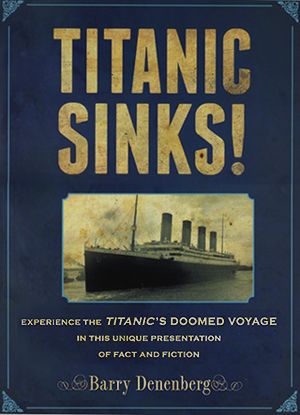 TITANIC
SINKS!
EXPERIENCE THE TITANIC'S DOOMED VOYAGE
IN THIS UNIQUE PRESENTATION
OF FACT AND FICTION
Barry Denenberg